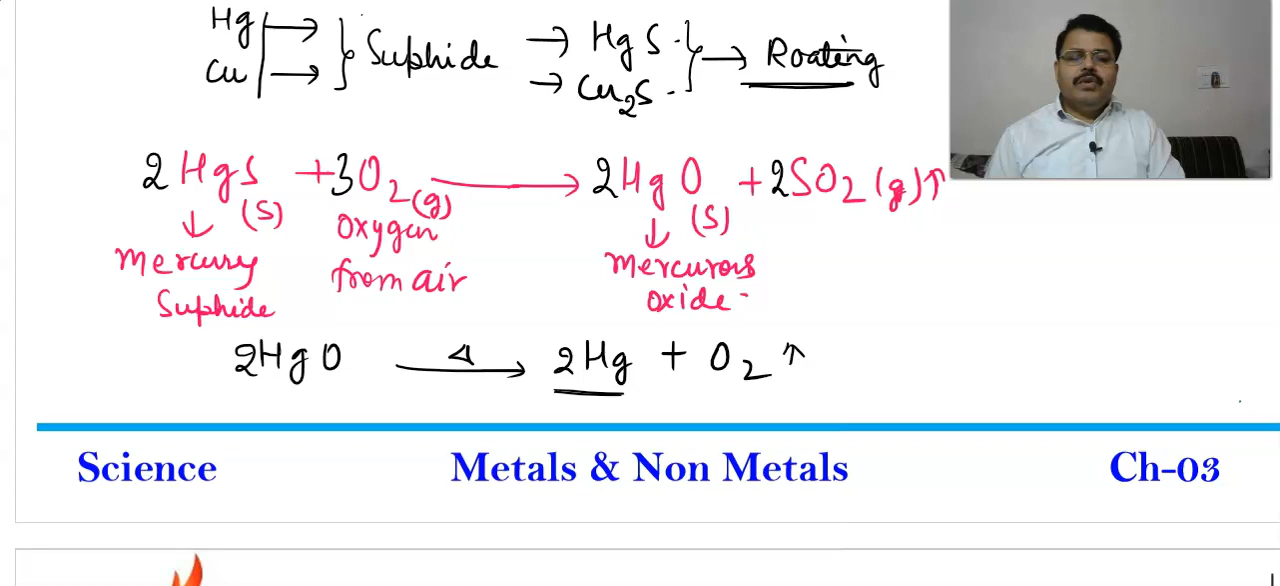 Hg → } Suphide → HgS. } → Roating
Cu → → Cu2S.
2HgS (S) + 3O2(g) → 2HgO (S) + 2SO2(g)↑
↓ Mercury Suphide
Oxygen from air
↓ Mercurous oxide -
2HgO —Δ→ 2Hg + O2 ↑
Science Metals & Non Metals Ch-03